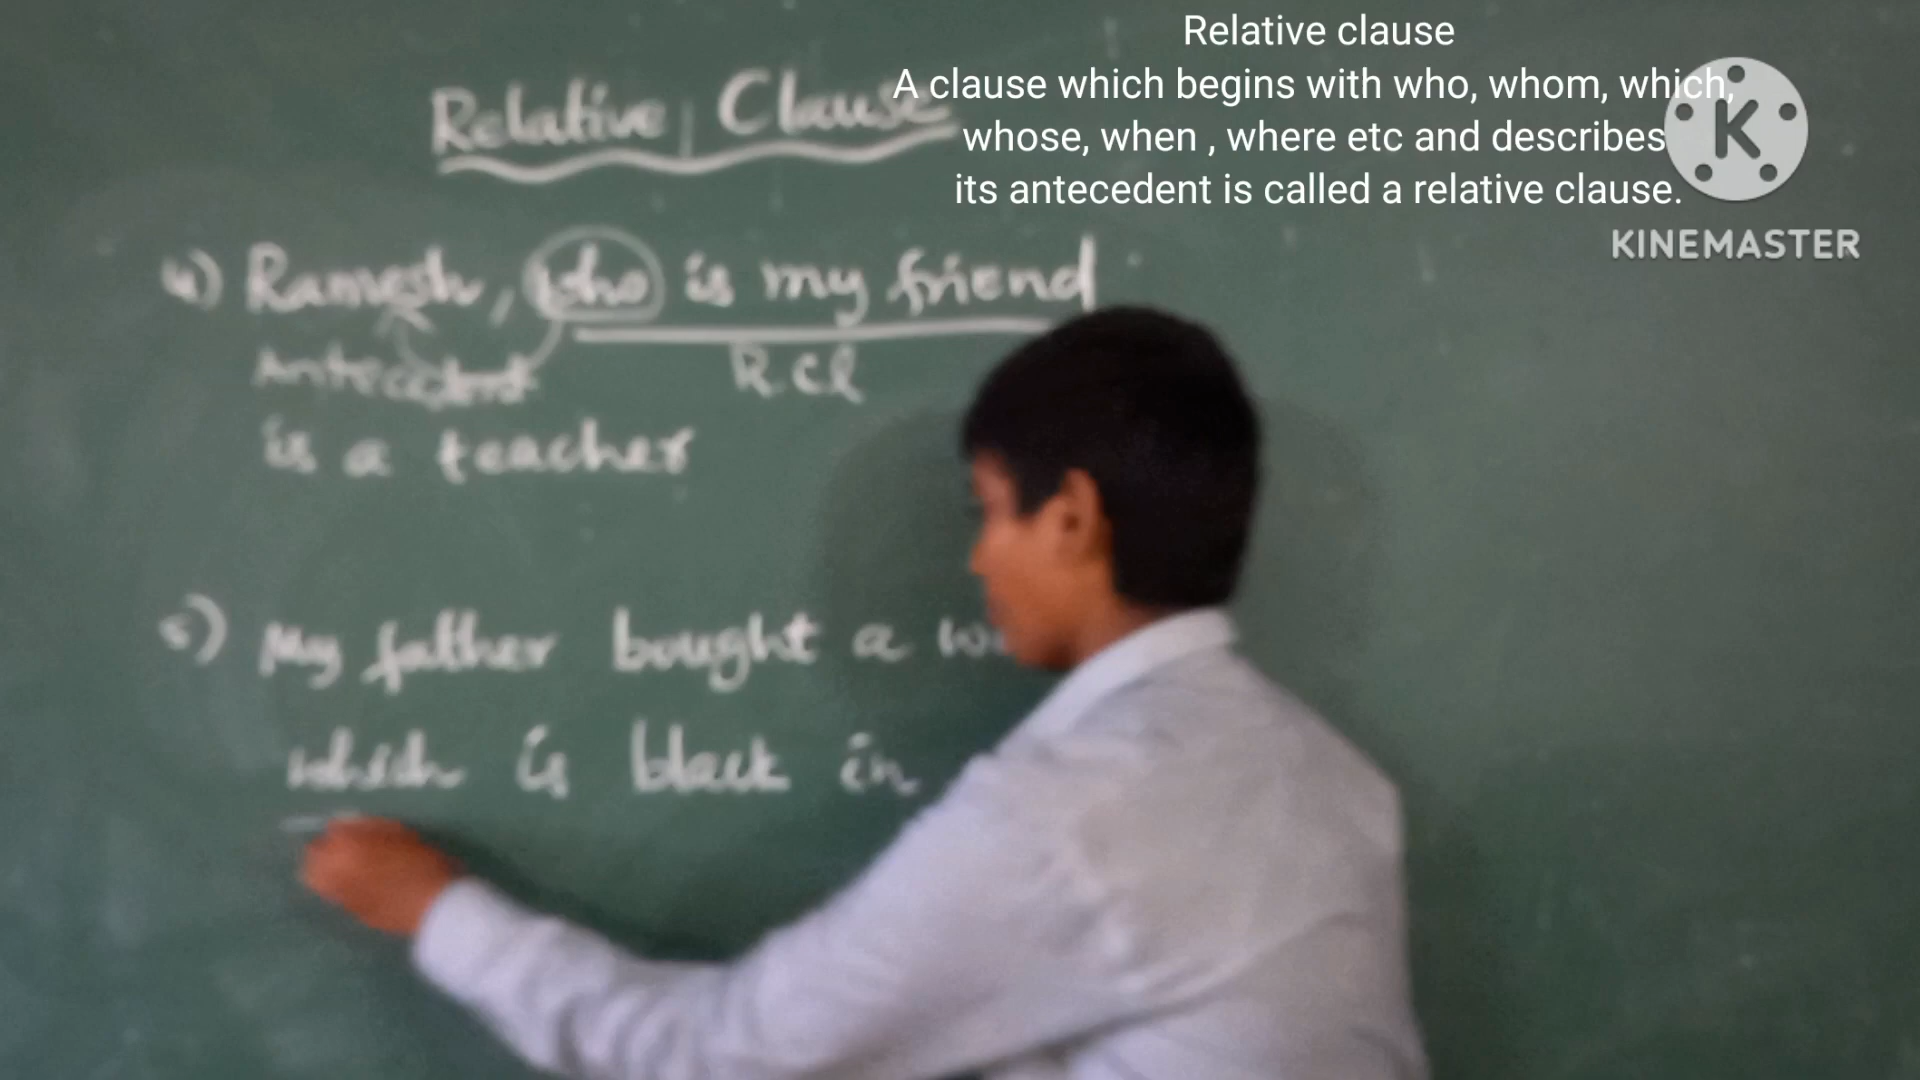 Relative clause
A clause which begins with who, whom, which,
whose, when , where etc and describes
its antecedent is called a relative clause.
KINEMASTER
Relative Clause
4) Ramesh, who is my friend
Antecedent R.Cl
is a teacher
5) My father bought a
which is black in